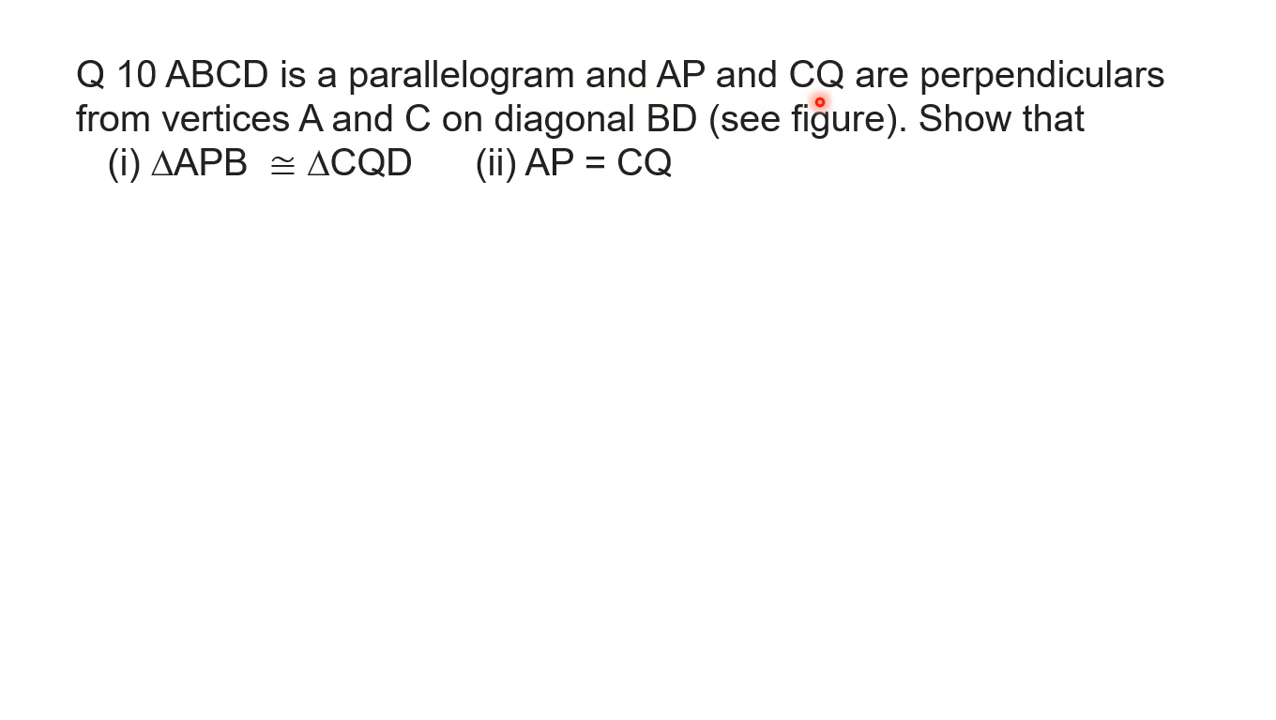 Q 10 ABCD is a parallelogram and AP and CQ are perpendiculars
from vertices A and C on diagonal BD (see figure). Show that
(i) ∆APB ≅ ∆CQD (ii) AP = CQ